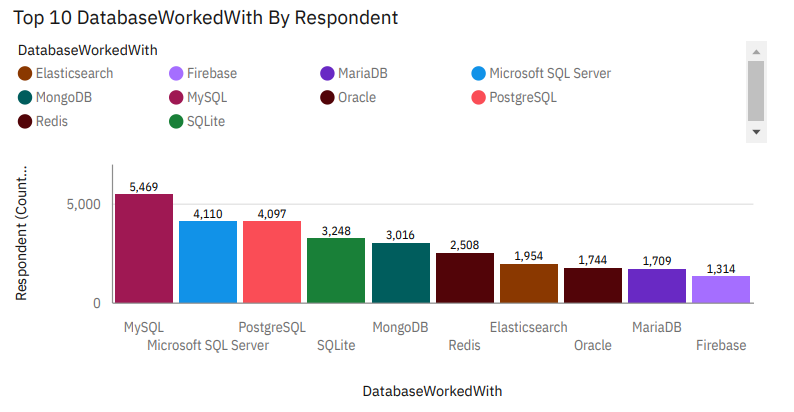 Top 10 DatabaseWorkedWith By Respondent
DatabaseWorkedWith
Elasticsearch Firebase MariaDB Microsoft SQL Server
MongoDB MySQL Oracle PostgreSQL
Redis SQLite
Respondent (Count...
5,000
0
5,469
4,110
4,097
3,248
3,016
2,508
1,954
1,744
1,709
1,314
MySQL PostgreSQL MongoDB Elasticsearch MariaDB
Microsoft SQL Server SQLite Redis Oracle Firebase
DatabaseWorkedWith